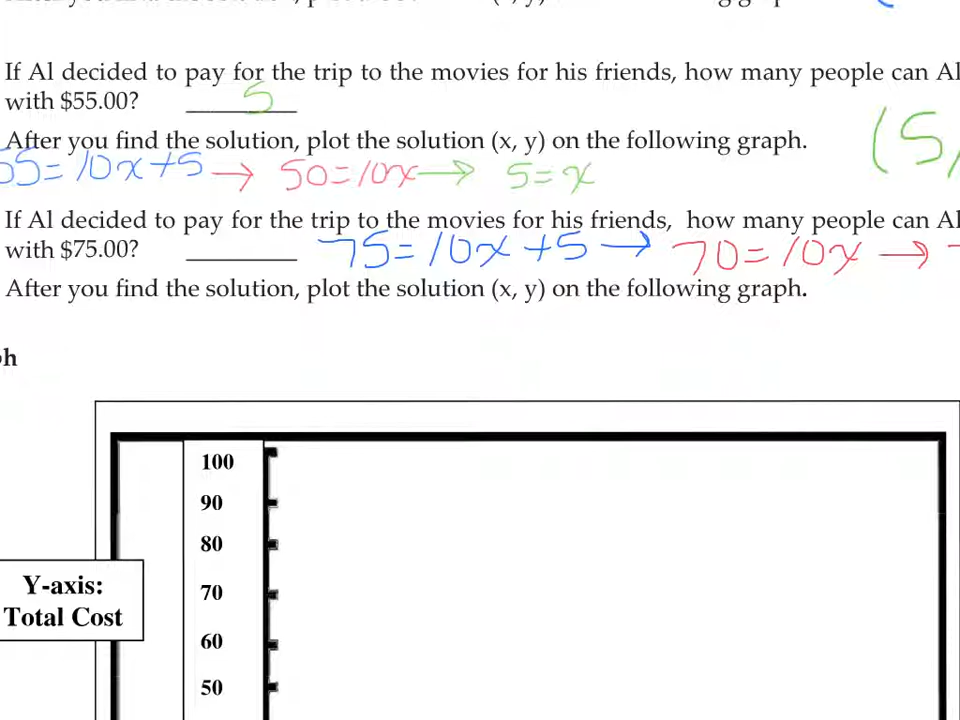 If Al decided to pay for the trip to the movies for his friends, how many people can Al
with $55.00? 5
After you find the solution, plot the solution (x, y) on the following graph. (5,
55=10x+5 → 50=10x → 5=x
If Al decided to pay for the trip to the movies for his friends, how many people can Al
with $75.00? 75=10x+5 → 70=10x →
After you find the solution, plot the solution (x, y) on the following graph.
ph
100
90
80
Y-axis:
Total Cost
70
60
50